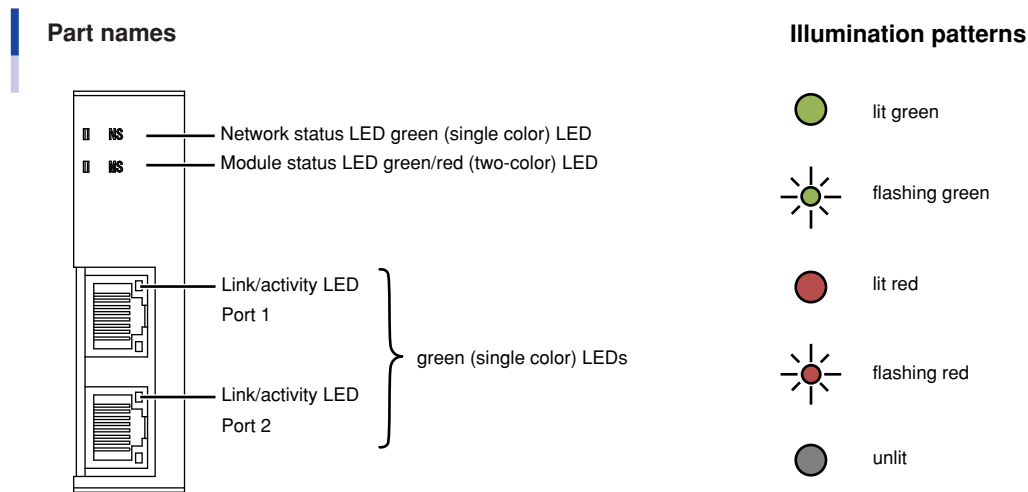 Part names
NS
Network status LED green (single color) LED
MS
Module status LED green/red (two-color) LED
Link/activity LED
Port 1
green (single color) LEDs
Link/activity LED
Port 2
Illumination patterns
lit green
flashing green
lit red
flashing red
unlit